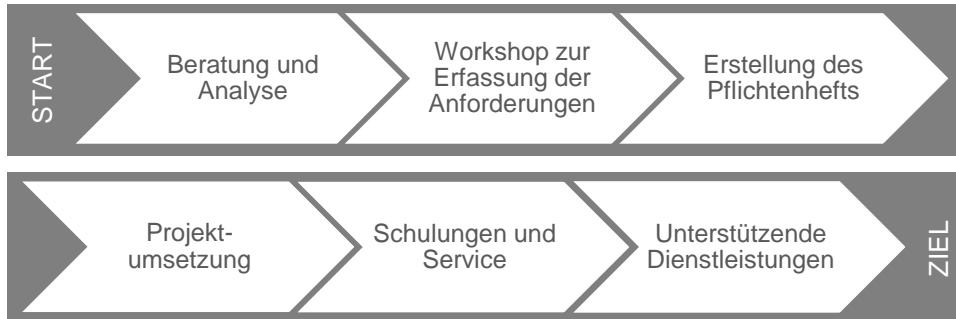 START
Beratung und
Analyse
Workshop zur
Erfassung der
Anforderungen
Erstellung des
Pflichtenhefts
Projekt-
umsetzung
Schulungen und
Service
Unterstützende
Dienstleistungen
ZIEL